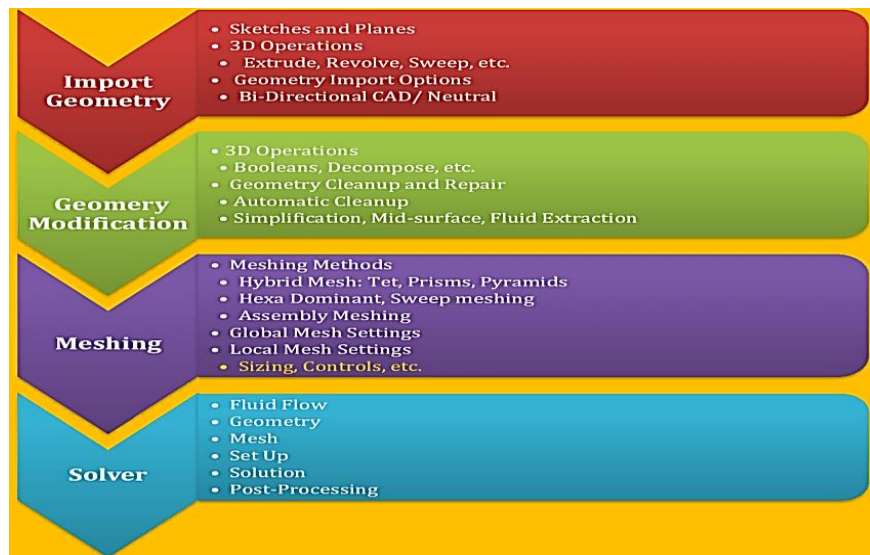 Import
Geometry
• Sketches and Planes
• 3D Operations
• Extrude, Revolve, Sweep, etc.
• Geometry Import Options
• Bi-Directional CAD/ Neutral
Geomery
Modification
• 3D Operations
• Booleans, Decompose, etc.
• Geometry Cleanup and Repair
• Automatic Cleanup
• Simplification, Mid-surface, Fluid Extraction
Meshing
• Meshing Methods
• Hybrid Mesh: Tet, Prisms, Pyramids
• Hexa Dominant, Sweep meshing
• Assembly Meshing
• Global Mesh Settings
• Local Mesh Settings
• Sizing, Controls, etc.
Solver
• Fluid Flow
• Geometry
• Mesh
• Set Up
• Solution
• Post-Processing